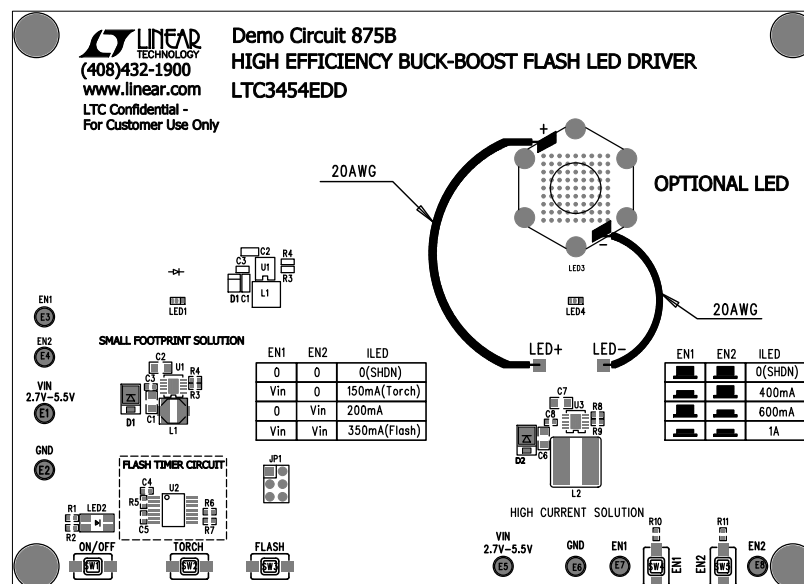 LINEAR
TECHNOLOGY
(408)432-1900
www.linear.com
LTC Confidential -
For Customer Use Only
Demo Circuit 875B
HIGH EFFICIENCY BUCK-BOOST FLASH LED DRIVER
LTC3454EDD
20AWG
+
OPTIONAL LED
-
LED3
LED4
20AWG
LED+ LED-
C2
C3 U1 R4
R3
D1 C1 L1
LED1
EN1
E3
EN2
E4
VIN
2.7V-5.5V
E1
GND
E2
SMALL FOOTPRINT SOLUTION
C2
U1
C3 R4
R3
D1 C1
L1
EN1 EN2 ILED
0 0 0(SHDN)
Vin 0 150mA(Torch)
0 Vin 200mA
Vin Vin 350mA(Flash)
EN1 EN2 ILED
0(SHDN)
400mA
600mA
1A
C7
U3
C8 R8
R9
D2 C6
L2
HIGH CURRENT SOLUTION
FLASH TIMER CIRCUIT
C4
U2
R5 R6
C5 R7
JP1
R1 LED2
R2
ON/OFF TORCH FLASH
SW1 SW2 SW3
VIN
2.7V-5.5V
E5
GND
E6
EN1
E7
R10
SW4
EN1
R11
EN2
SW5
EN2
E8